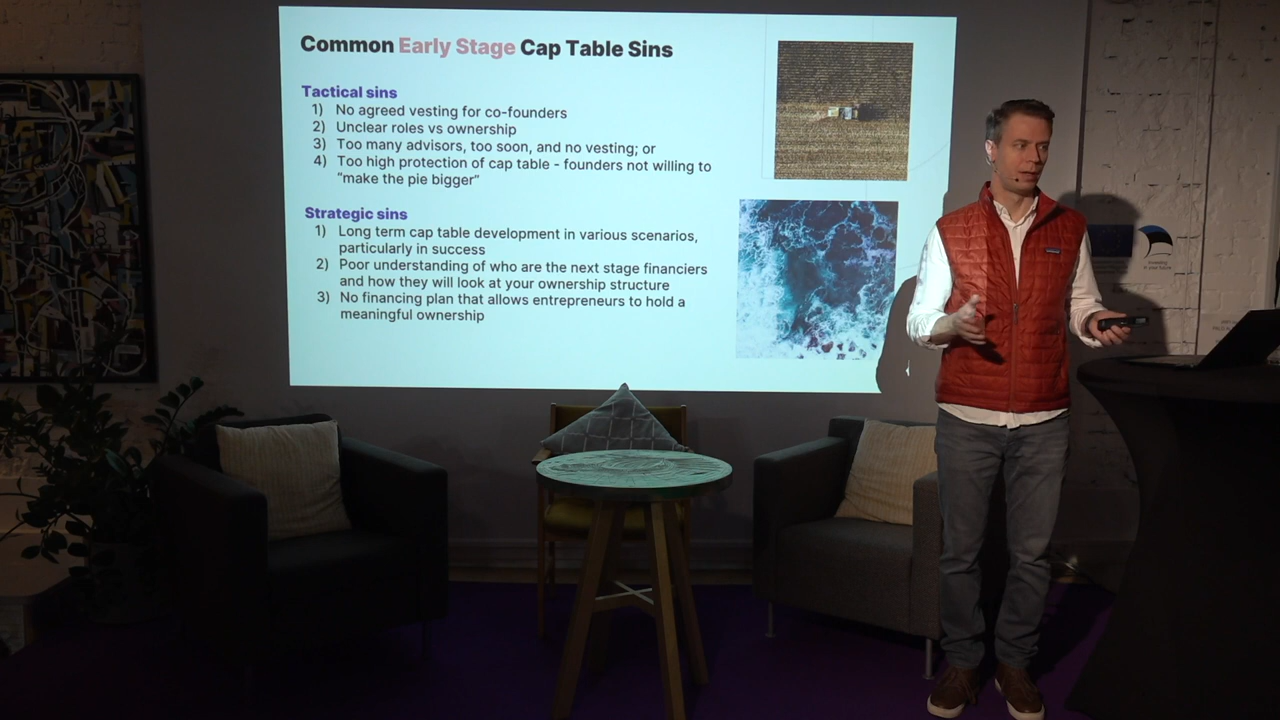 Common Early Stage Cap Table Sins
Tactical sins
1) No agreed vesting for co-founders
2) Unclear roles vs ownership
3) Too many advisors, too soon, and no vesting; or
4) Too high protection of cap table - founders not willing to
“make the pie bigger”
Strategic sins
1) Long term cap table development in various scenarios,
particularly in success
2) Poor understanding of who are the next stage financiers
and how they will look at your ownership structure
3) No financing plan that allows entrepreneurs to hold a
meaningful ownership
Investing
in your future